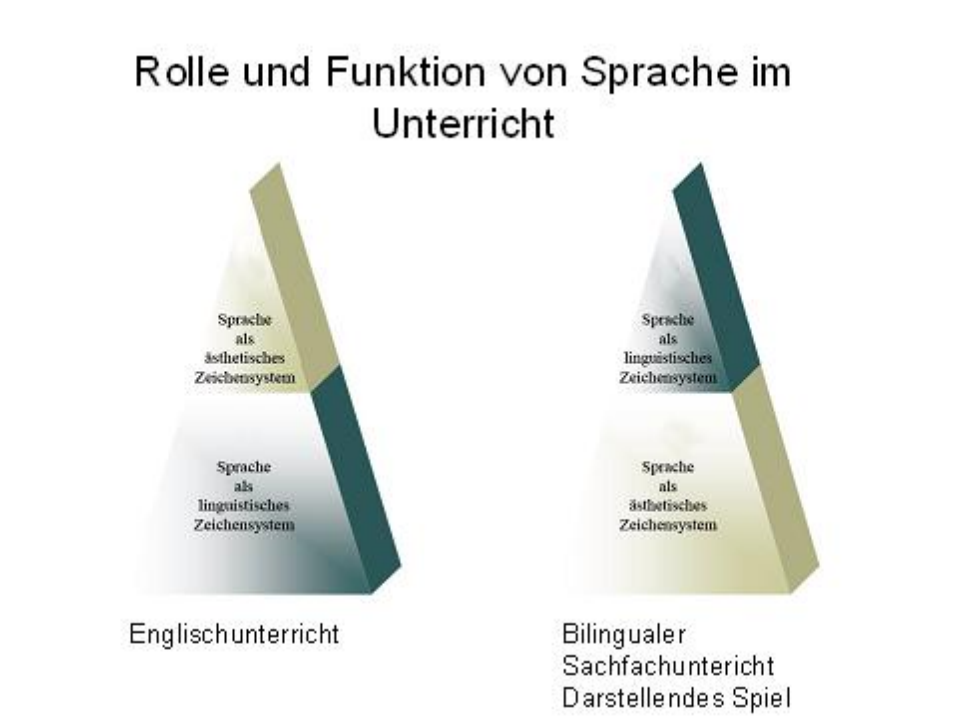 Rolle und Funktion von Sprache im
Unterricht
Sprache
als
ästhetisches
Zeichensystem
Sprache
als
linguistisches
Zeichensystem
Englischunterricht
Sprache
als
linguistisches
Zeichensystem
Sprache
als
ästhetisches
Zeichensystem
Bilingualer
Sachfachuntericht
Darstellendes Spiel